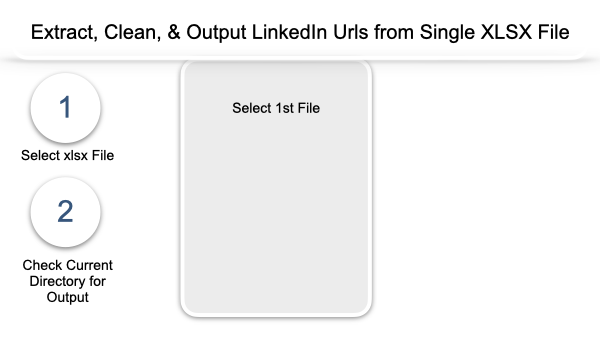 Extract, Clean, & Output LinkedIn Urls from Single XLSX File
1
Select xlsx File
2
Check Current
Directory for
Output
Select 1st File